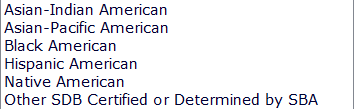 Asian-Indian American
Asian-Pacific American
Black American
Hispanic American
Native American
Other SDB Certified or Determined by SBA